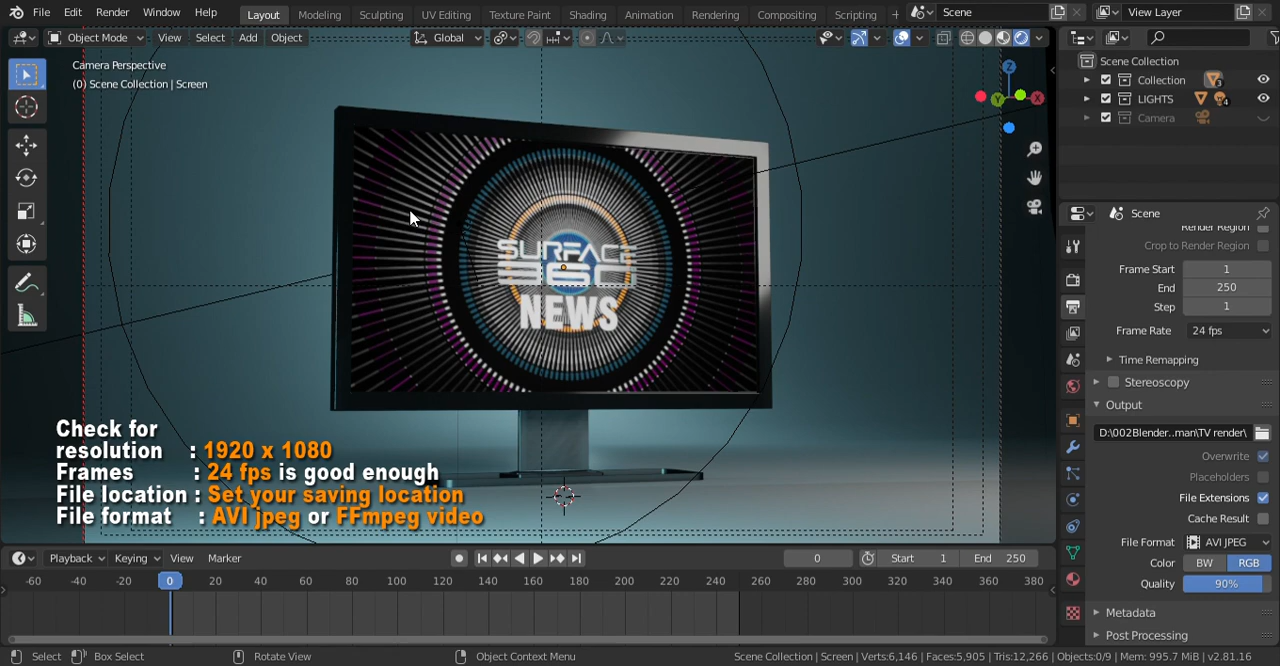 File Edit Render Window Help Layout Modeling Sculpting UV Editing Texture Paint Shading Animation Rendering Compositing Scripting + Scene View Layer
Object Mode View Select Add Object Global
Camera Perspective
(0) Scene Collection | Screen
Z
Y
X
SURFACE
360
NEWS
Check for
resolution : 1920 x 1080
Frames : 24 fps is good enough
File location : Set your saving location
File format : AVI jpeg or FFmpeg video
Scene Collection
Collection 3
LIGHTS 4
Camera
Scene
Render Region
Crop to Render Region
Frame Start 1
End 250
Step 1
Frame Rate 24 fps
Time Remapping
Stereoscopy
Output
D:\002Blender..man\TV render\
Overwrite
Placeholders
File Extensions
Cache Result
File Format AVI JPEG
Color BW RGB
Quality 90%
Metadata
Post Processing
Playback Keying View Marker 0 Start 1 End 250
-60 -40 -20 0 20 40 60 80 100 120 140 160 180 200 220 240 260 280 300 320 340 360 380
Select Box Select Rotate View Object Context Menu Scene Collection | Screen | Verts:6,146 | Faces:5,905 | Tris:12,266 | Objects:0/9 | Mem: 995.7 MiB | v2.81.16